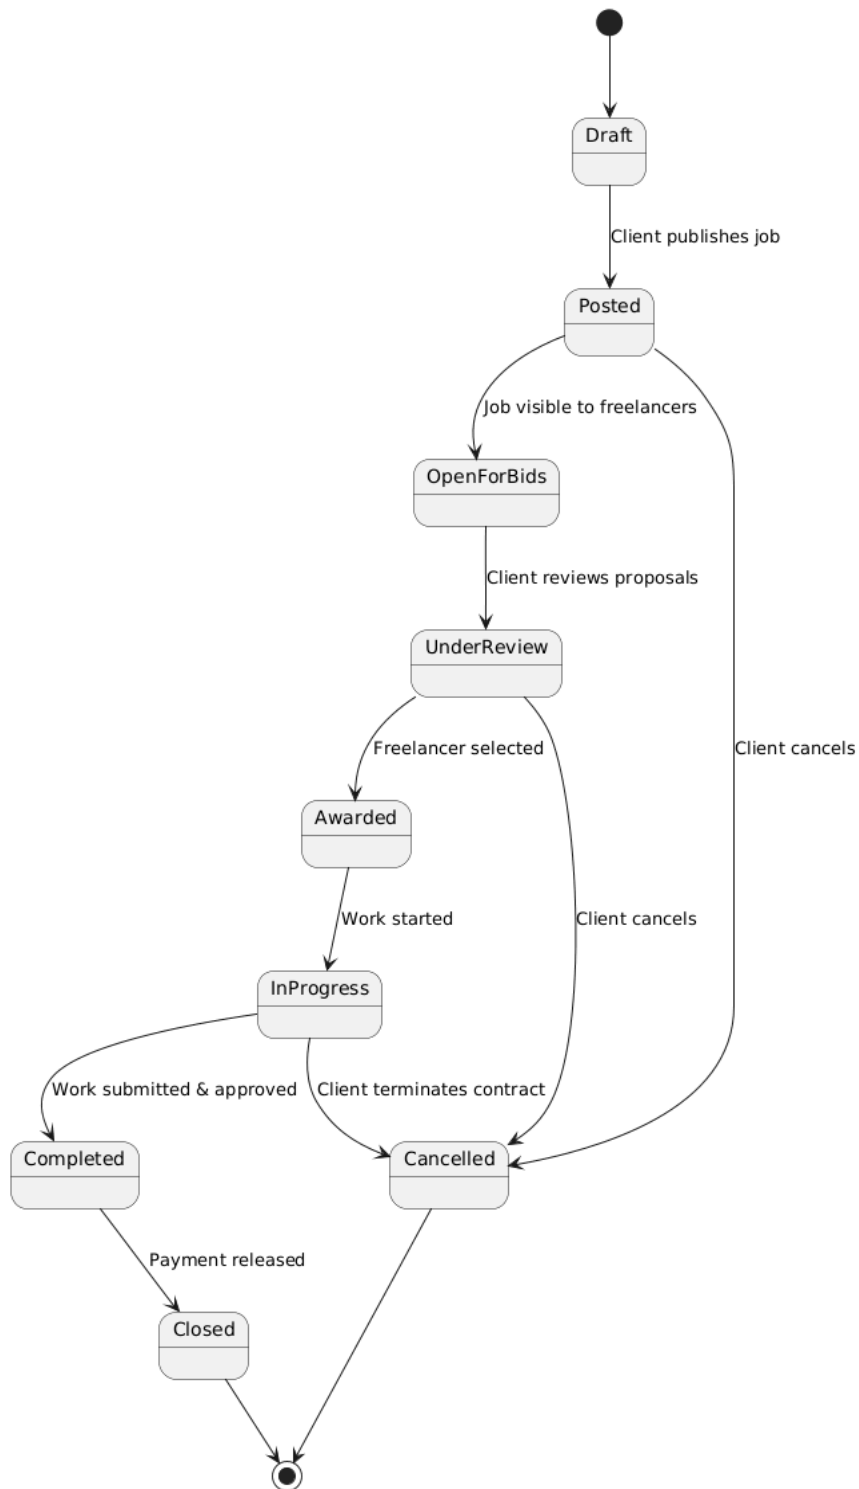 Draft
Client publishes job
Posted
Job visible to freelancers
OpenForBids
Client reviews proposals
UnderReview
Freelancer selected
Client cancels
Awarded
Work started
Client cancels
InProgress
Work submitted & approved
Client terminates contract
Completed
Cancelled
Payment released
Closed